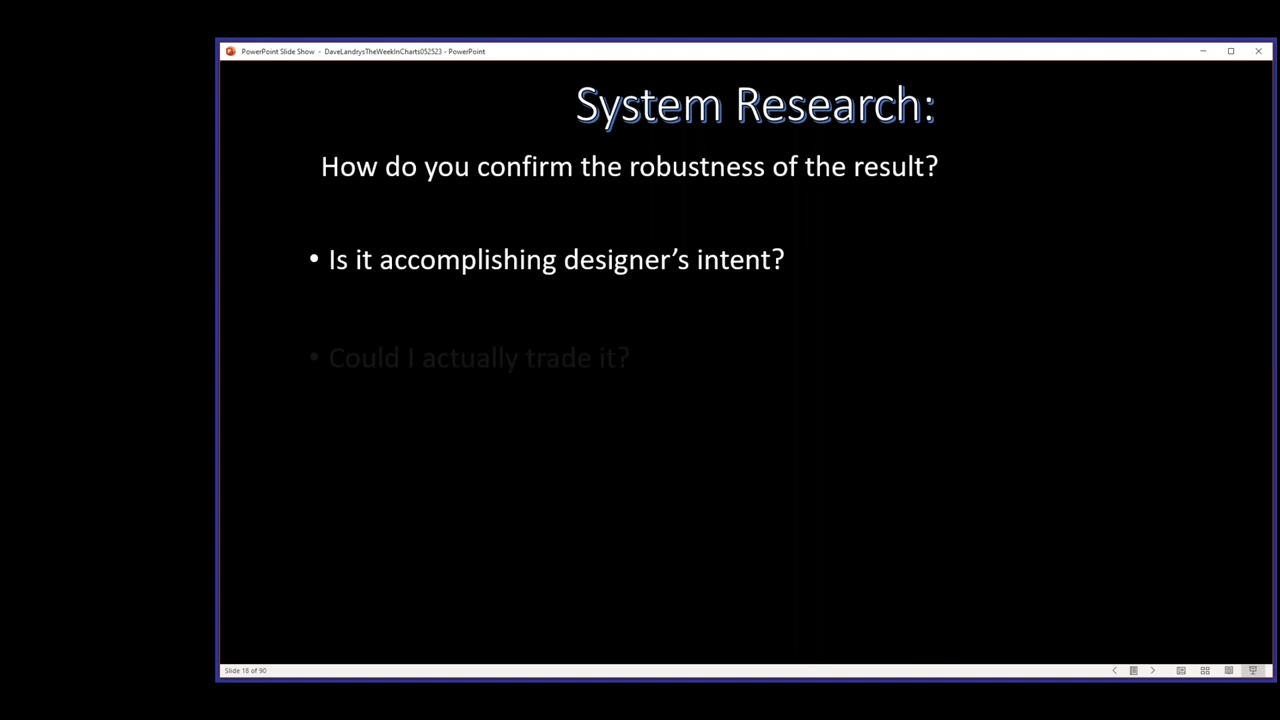 PowerPoint Slide Show - DaveLandrysTheWeekInCharts052523 - PowerPoint
System Research:
How do you confirm the robustness of the result?
• Is it accomplishing designer's intent?
• Could I actually trade it?
Slide 18 of 90